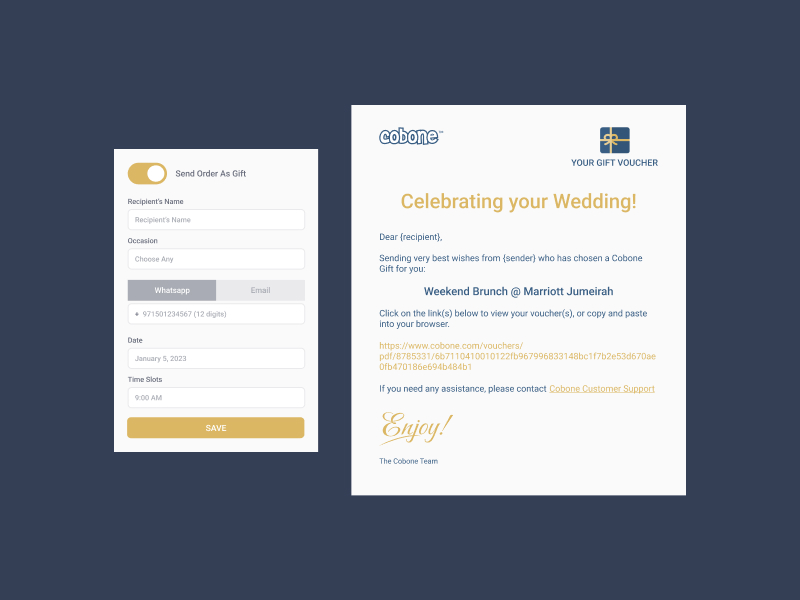 Send Order As Gift
Recipient's Name
Recipient's Name
Occasion
Choose Any
Whatsapp Email
+ 971501234567 (12 digits)
Date
January 5, 2023
Time Slots
9:00 AM
SAVE
cobone™
YOUR GIFT VOUCHER
Celebrating your Wedding!
Dear {recipient},
Sending very best wishes from {sender} who has chosen a Cobone
Gift for you:
Weekend Brunch @ Marriott Jumeirah
Click on the link(s) below to view your voucher(s), or copy and paste
into your browser.
https://www.cobone.com/vouchers/
pdf/8785331/6b7110410010122fb967996833148bc1f7b2e53d670ae
0fb470186e694b484b1
If you need any assistance, please contact Cobone Customer Support
Enjoy!
The Cobone Team